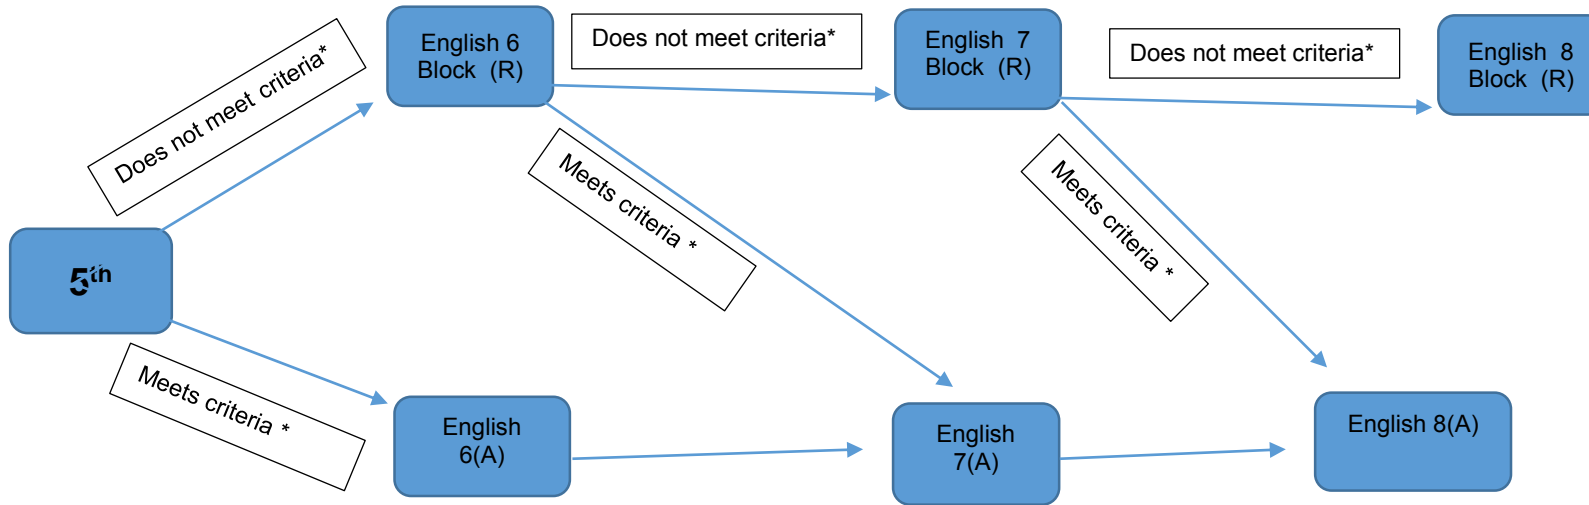 Does not meet criteria*
English 6
Block (R)
Does not meet criteria*
English 7
Block (R)
Does not meet criteria*
English 8
Block (R)
Meets criteria *
Meets criteria *
5th
Meets criteria *
English
6(A)
English
7(A)
English 8(A)